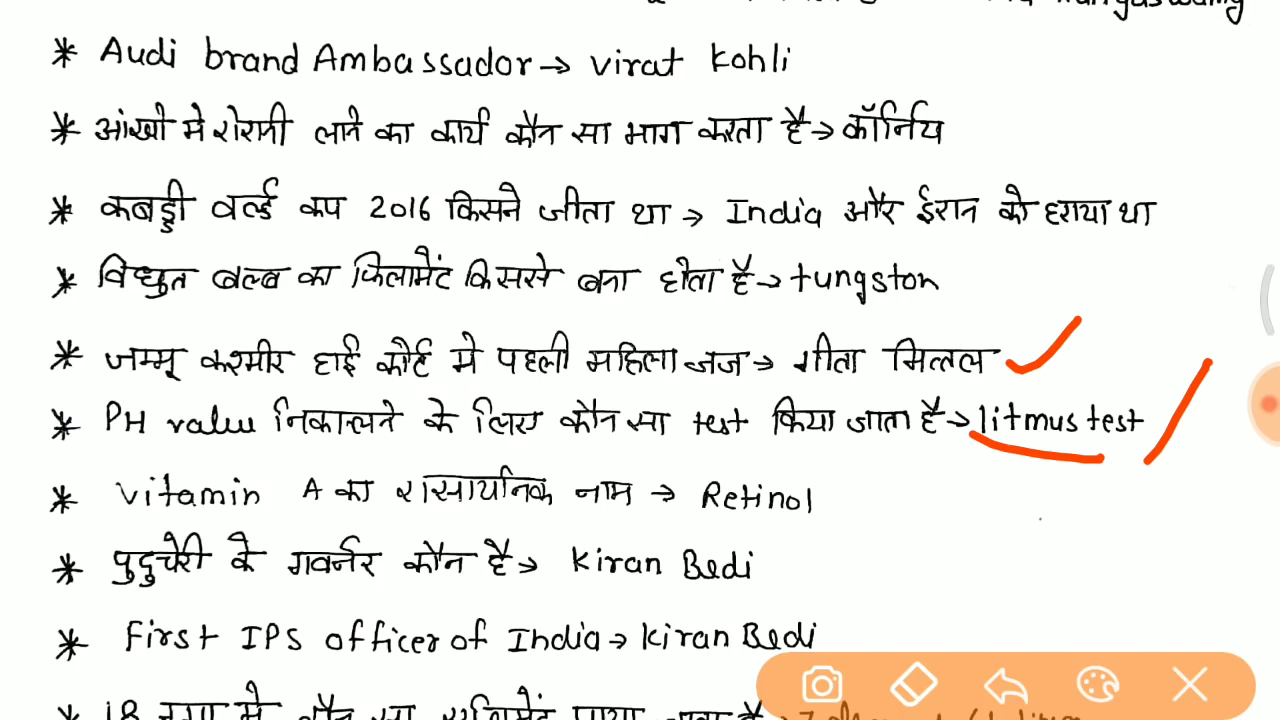 * Audi brand Ambassador → virat kohli
* आंखो मे रोशनी लाने का कार्य कौन सा भाग करता है → कॉर्निय
* कबड्डी वर्ल्ड कप 2016 किसने जीता था → India और ईरान को हराया था
* विधुत बल्ब का फिलामेंट किससे बना होता है → tungston
* जम्मू कश्मीर हाई कोर्ट मे पहली महिला जज → गीता मित्तल
* PH value निकालने के लिए कौन सा test किया जाता है → litmus test
* vitamin A का रासायनिक नाम → Retinol
* पुदुचेरी के गवर्नर कौन है → Kiran Bedi
* First IPS officer of India → Kiran Bedi
* 18 में कौन सा